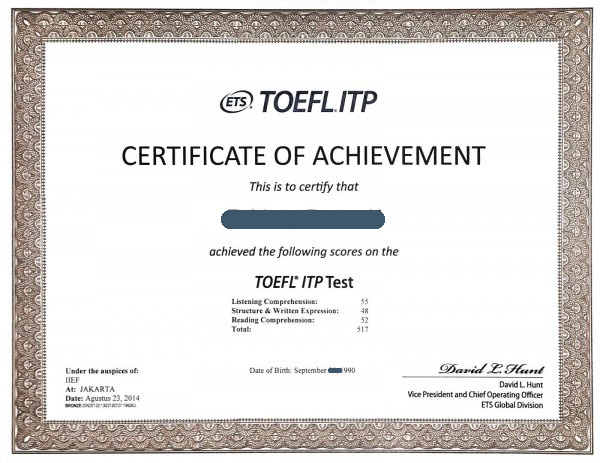 ETS TOEFL ITP
CERTIFICATE OF ACHIEVEMENT
This is to certify that
achieved the following scores on the
TOEFL® ITP Test
Listening Comprehension: 55
Structure & Written Expression: 48
Reading Comprehension: 52
Total: 517
Under the auspices of:
IIEF
At: JAKARTA
Date: Agustus 23, 2014
Date of Birth: September 990
David L. Hunt
David L. Hunt
Vice President and Chief Operating Officer
ETS Global Division